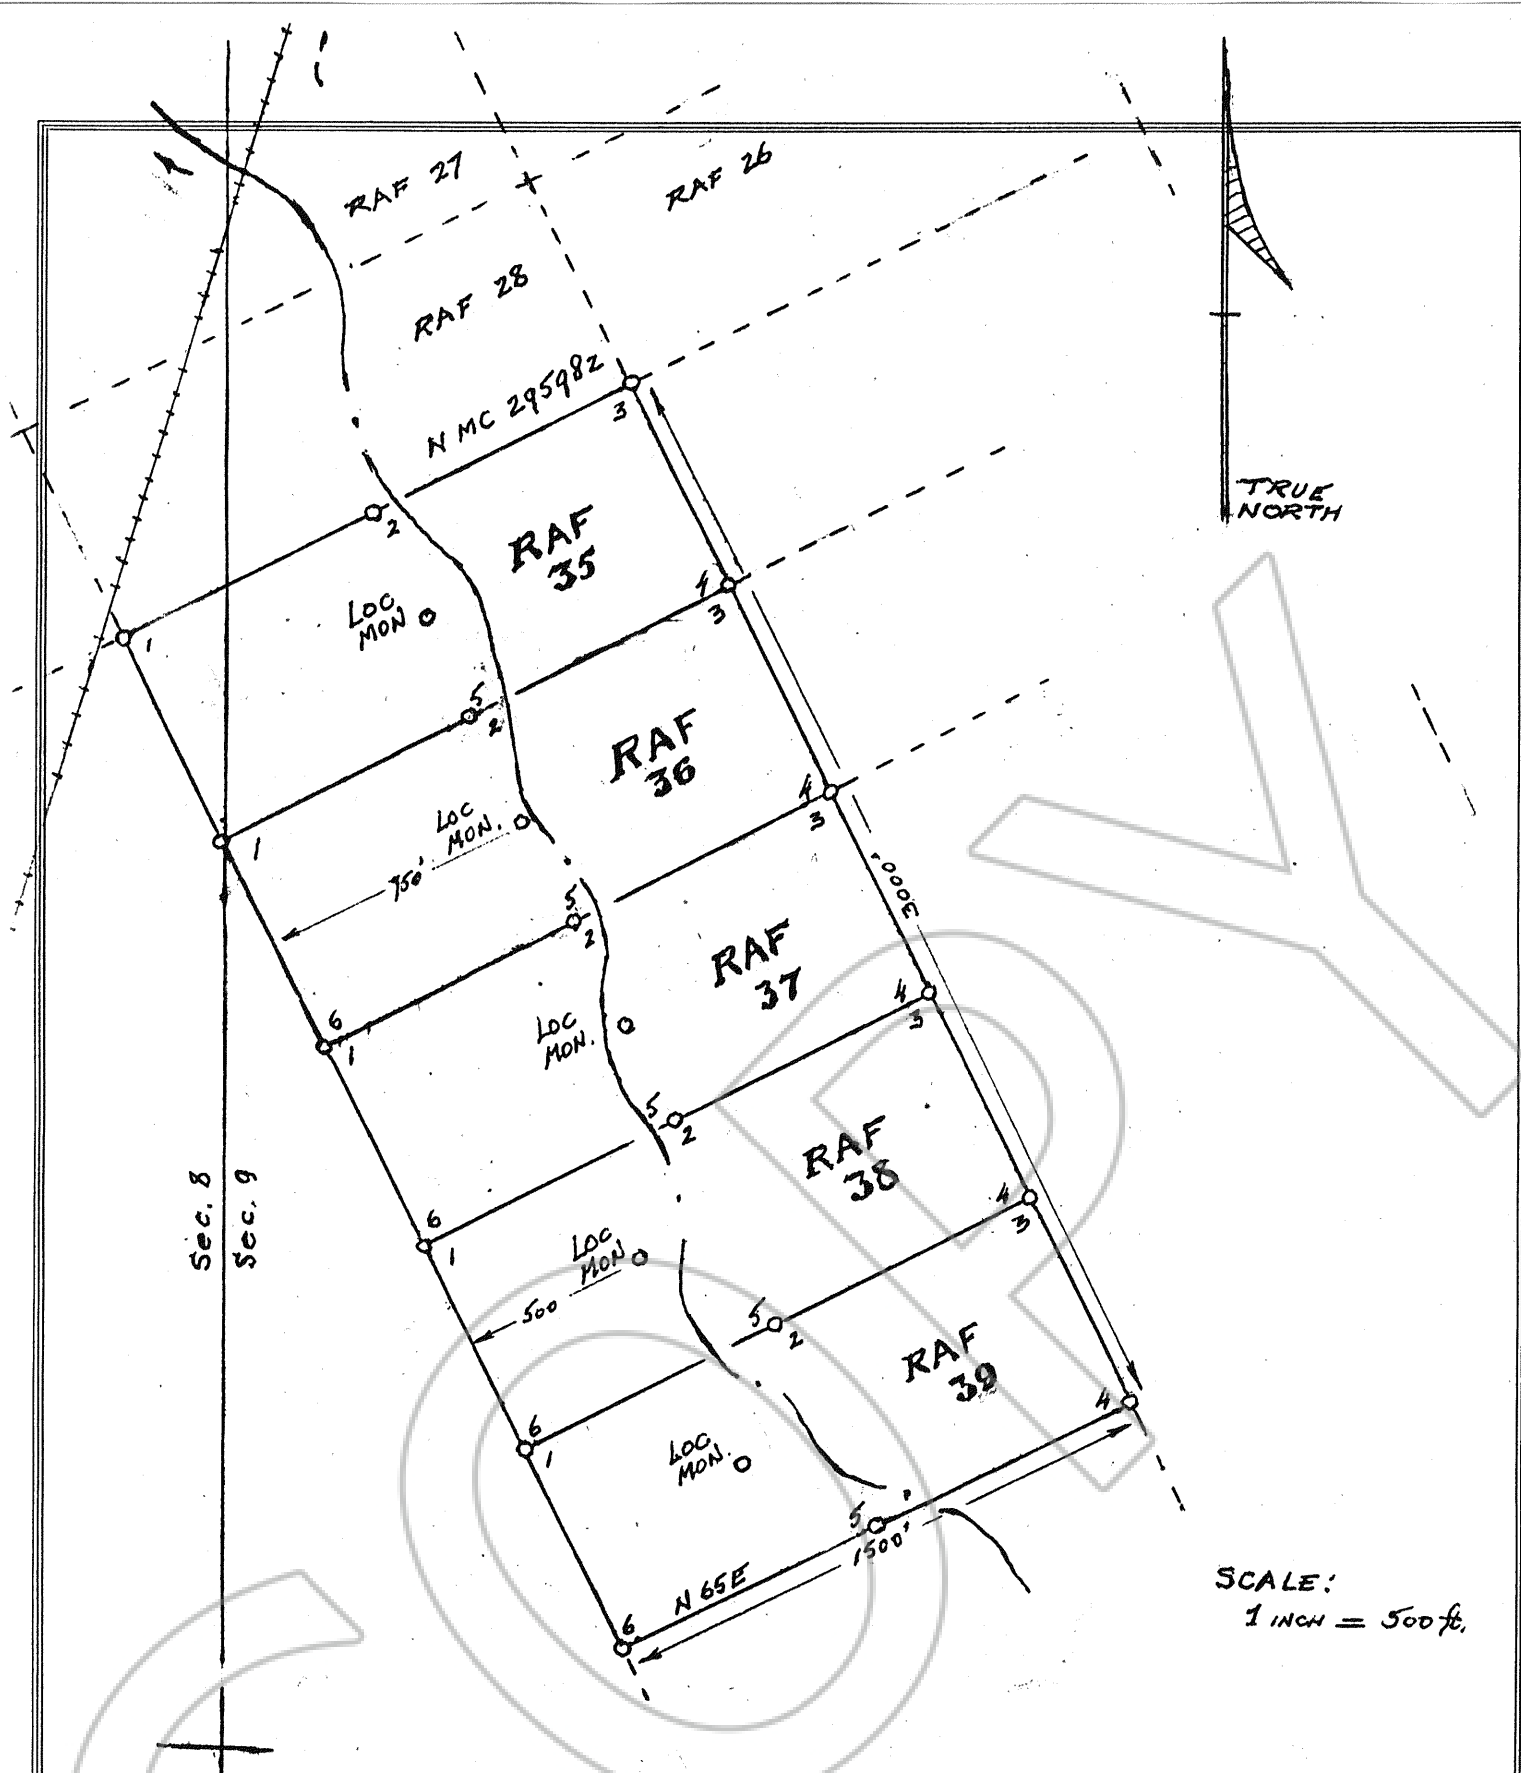 RAF 27
RAF 26
RAF 28
N MC 295982
3
TRUE
NORTH
2
RAF
35
LOC
MON
1
4
3
5
2
RAF
36
LOC
MON.
1
4
3
750'
5
2
3000'
RAF
37
6
1
LOC
MON.
4
3
5
2
RAF
38
Sec. 8
Sec. 9
6
1
LOC
MON
4
3
500
5
2
RAF
39
6
1
LOC
MON.
4
5
1500'
N 65E
6
SCALE:
1 INCH = 500 ft.
COPY